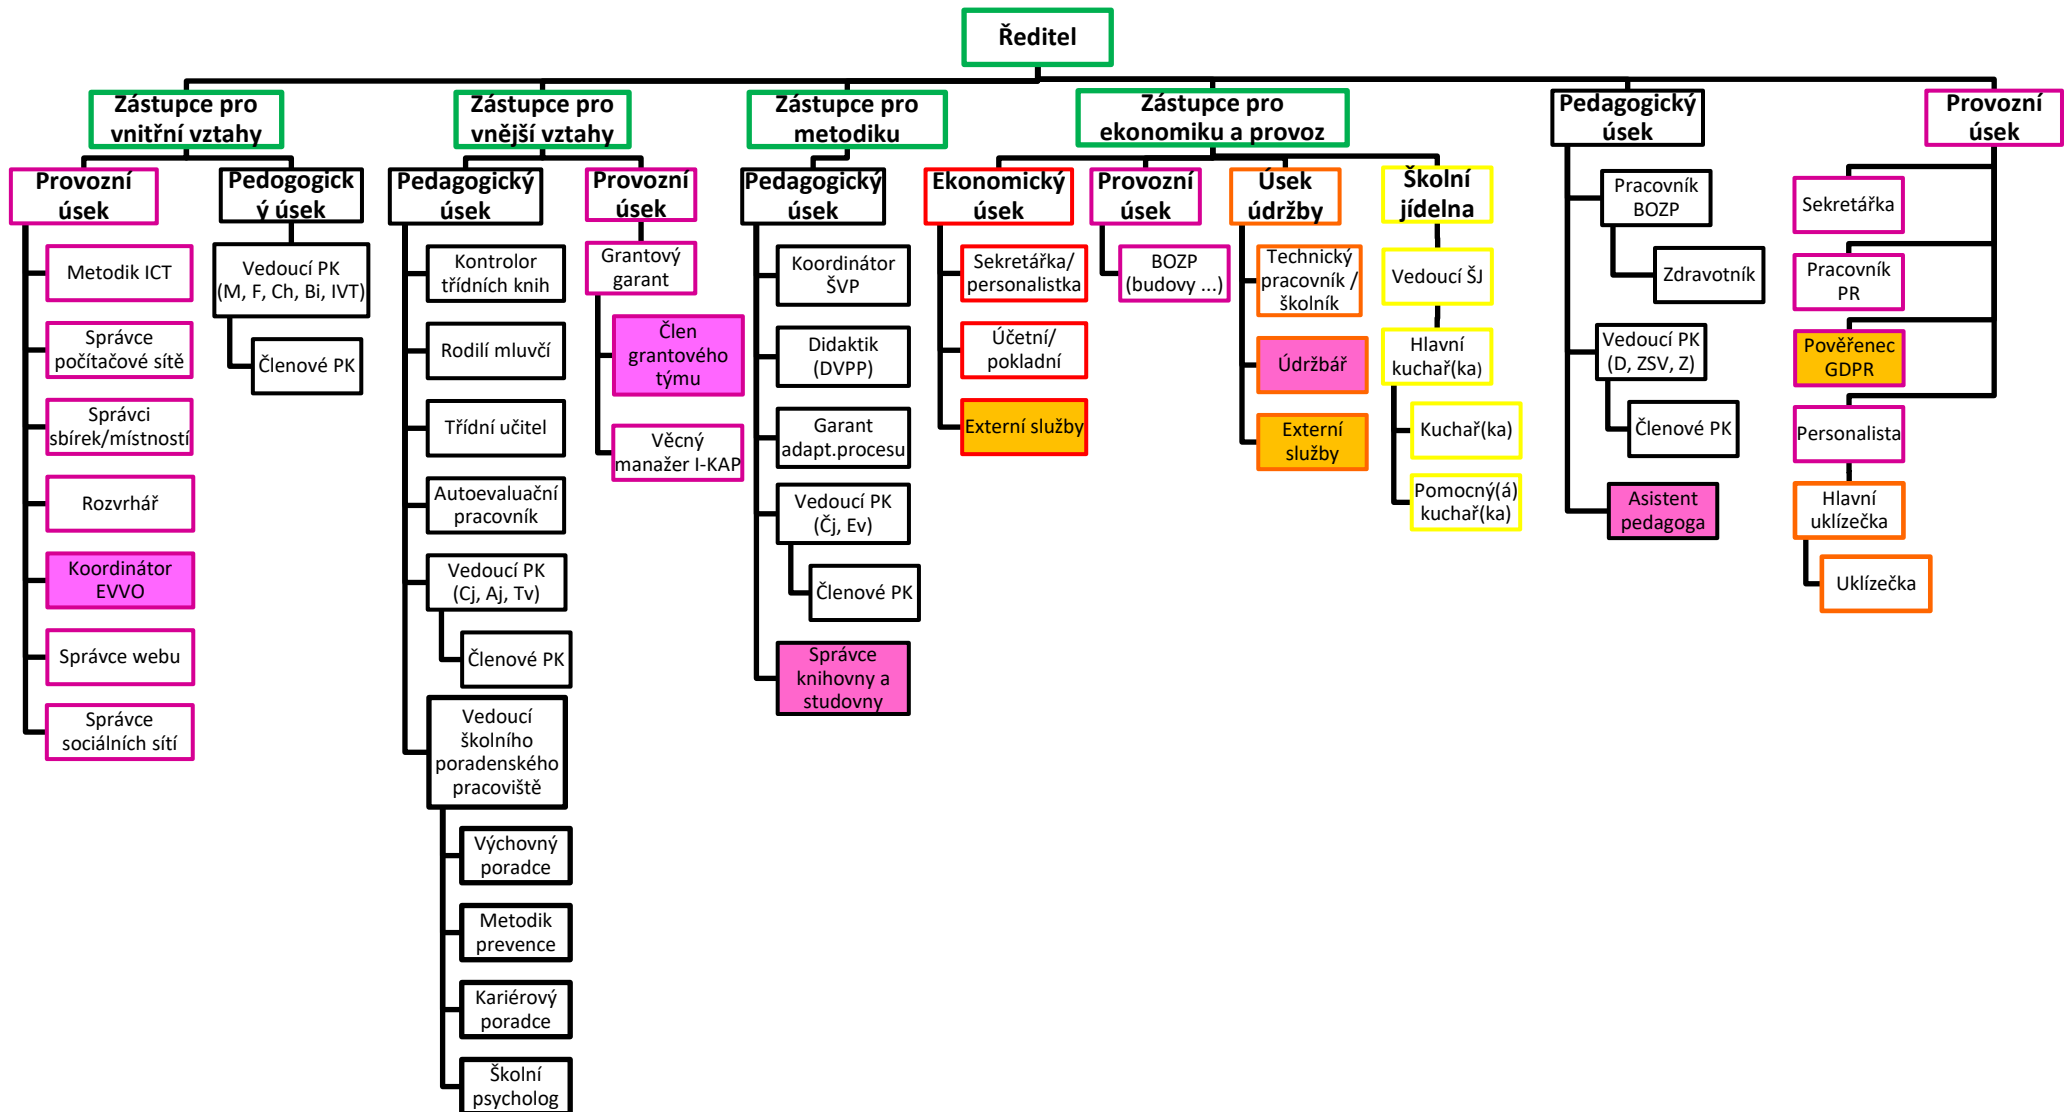 Ředitel
Zástupce pro
vnitřní vztahy
Zástupce pro
vnější vztahy
Zástupce pro
metodiku
Zástupce pro
ekonomiku a provoz
Pedagogický
úsek
Provozní
úsek
Provozní
úsek
Pedogogick
ý úsek
Pedagogický
úsek
Provozní
úsek
Pedagogický
úsek
Ekonomický
úsek
Provozní
úsek
Úsek
údržby
Školní
jídelna
Metodik ICT
Správce
počítačové sítě
Správci
sbírek/místností
Rozvrhář
Koordinátor
EVVO
Správce webu
Správce
sociálních sítí
Vedoucí PK
(M, F, Ch, Bi, IVT)
Členové PK
Kontrolor
třídních knih
Rodilí mluvčí
Třídní učitel
Autoevaluační
pracovník
Vedoucí PK
(Cj, Aj, Tv)
Členové PK
Vedoucí
školního
poradenského
pracoviště
Výchovný
poradce
Metodik
prevence
Kariérový
poradce
Školní
psycholog
Grantový
garant
Člen
grantového
týmu
Věcný
manažer I-KAP
Koordinátor
ŠVP
Didaktik
(DVPP)
Garant
adapt.procesu
Vedoucí PK
(Čj, Ev)
Členové PK
Správce
knihovny a
studovny
Sekretářka/
personalistka
Účetní/
pokladní
Externí služby
BOZP
(budovy ...)
Technický
pracovník /
školník
Údržbář
Externí
služby
Vedoucí ŠJ
Hlavní
kuchař(ka)
Kuchař(ka)
Pomocný(á)
kuchař(ka)
Pracovník
BOZP
Zdravotník
Vedoucí PK
(D, ZSV, Z)
Členové PK
Asistent
pedagoga
Sekretářka
Pracovník
PR
Pověřenec
GDPR
Personalista
Hlavní
uklízečka
Uklízečka